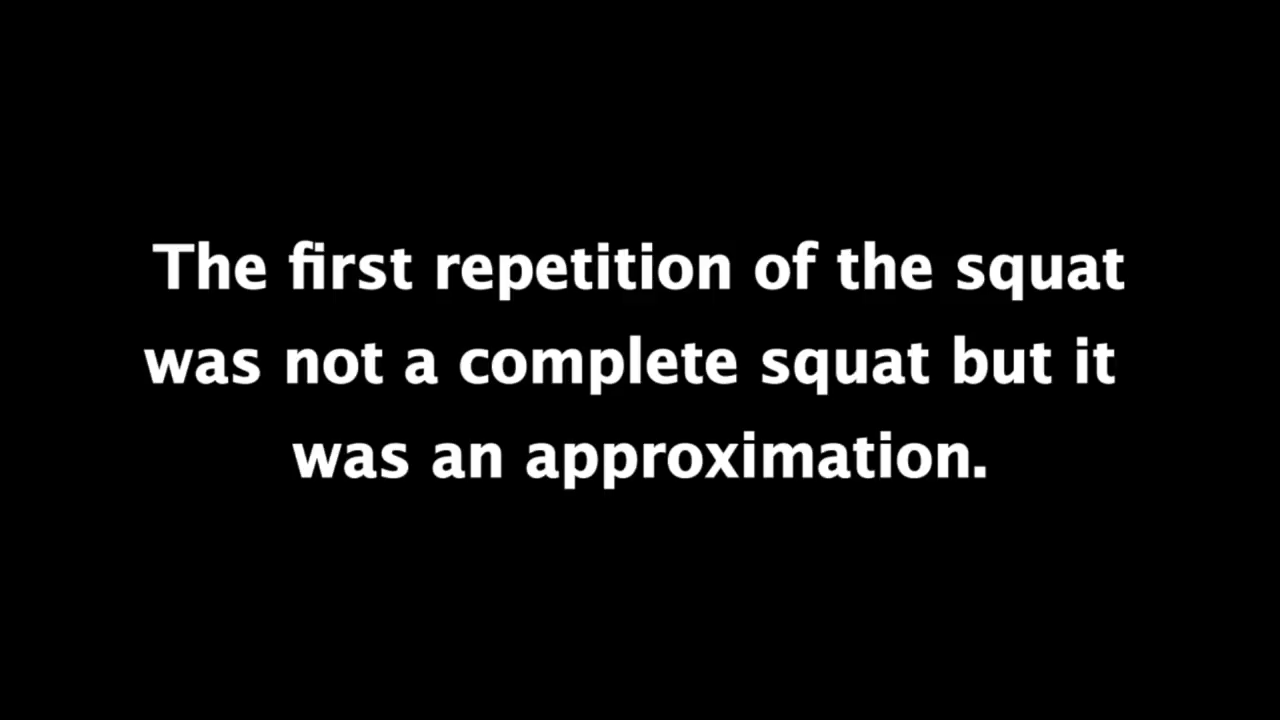 The first repetition of the squat
was not a complete squat but it
was an approximation.